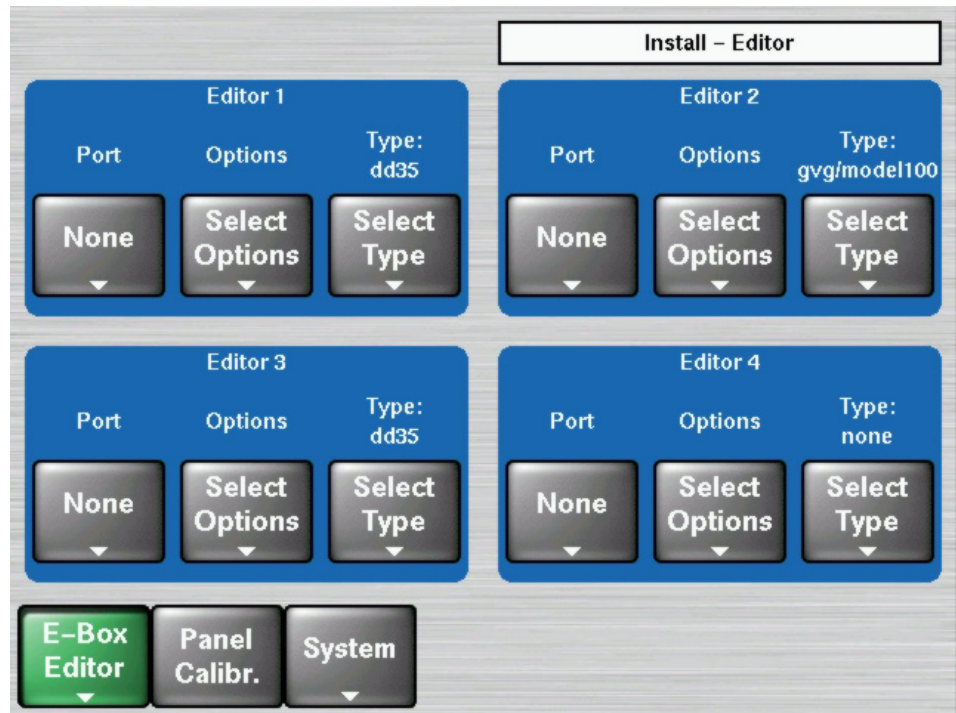 Install – Editor
Editor 1
Port
Options
Type:
dd35
None
Select
Options
Select
Type
Editor 2
Port
Options
Type:
gvg/model100
None
Select
Options
Select
Type
Editor 3
Port
Options
Type:
dd35
None
Select
Options
Select
Type
Editor 4
Port
Options
Type:
none
None
Select
Options
Select
Type
E–Box
Editor
Panel
Calibr.
System